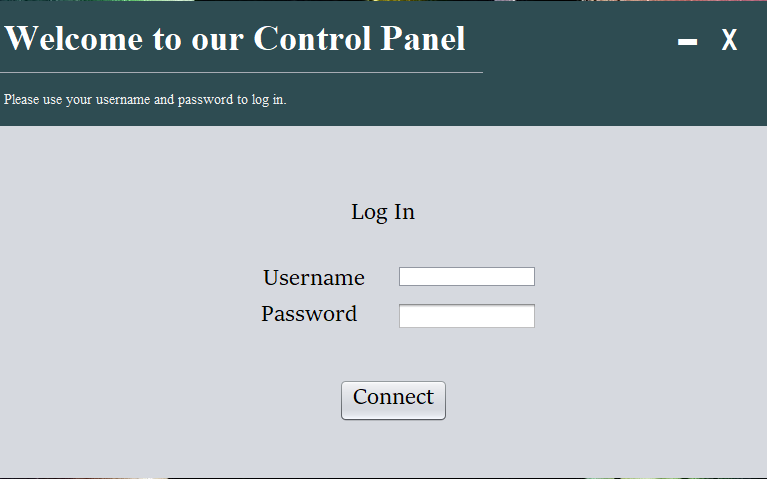 Welcome to our Control Panel
X
Please use your username and password to log in.
Log In
Username
Password
Connect